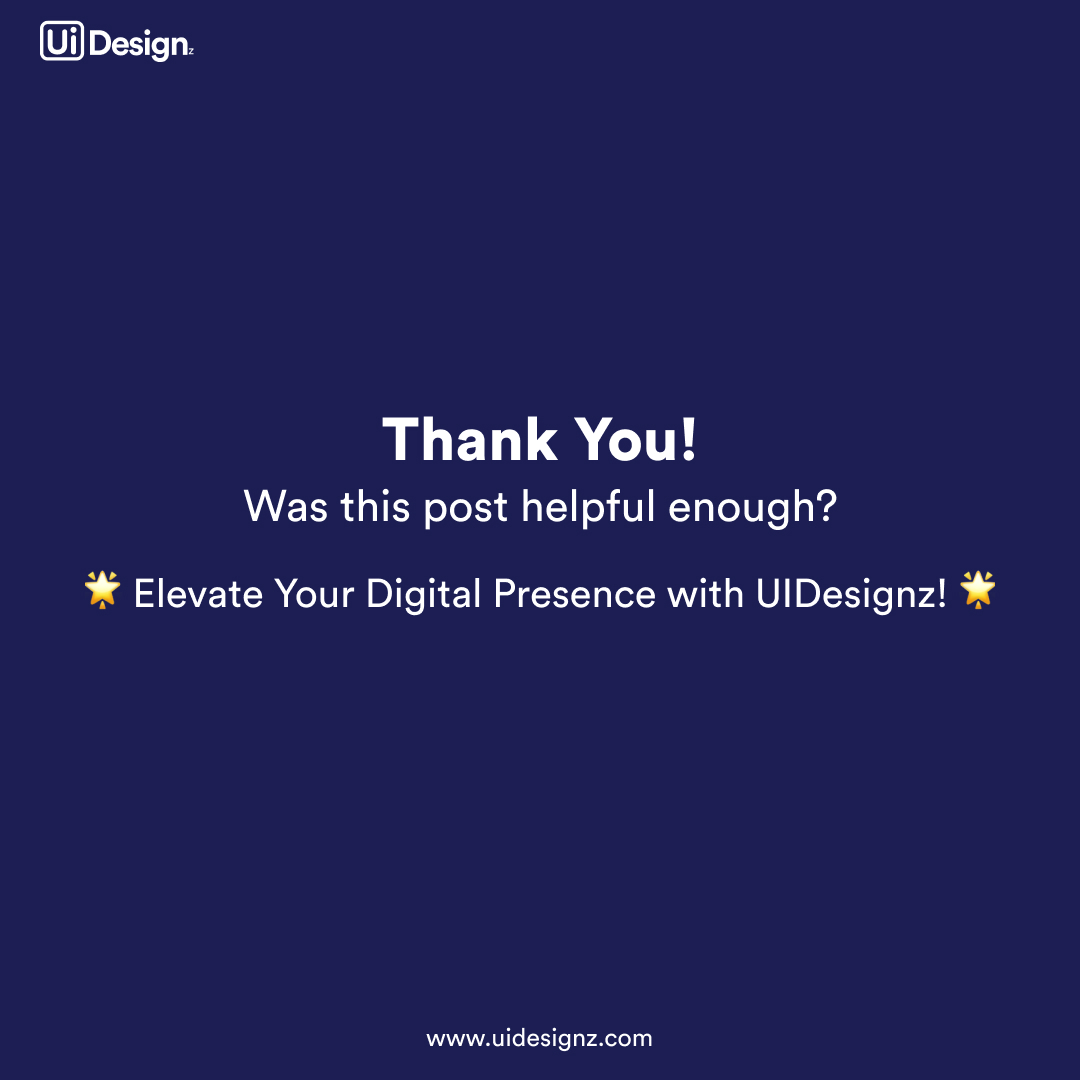 Ui Designz
Thank You!
Was this post helpful enough?
🌟 Elevate Your Digital Presence with UIDesignz! 🌟
www.uidesignz.com